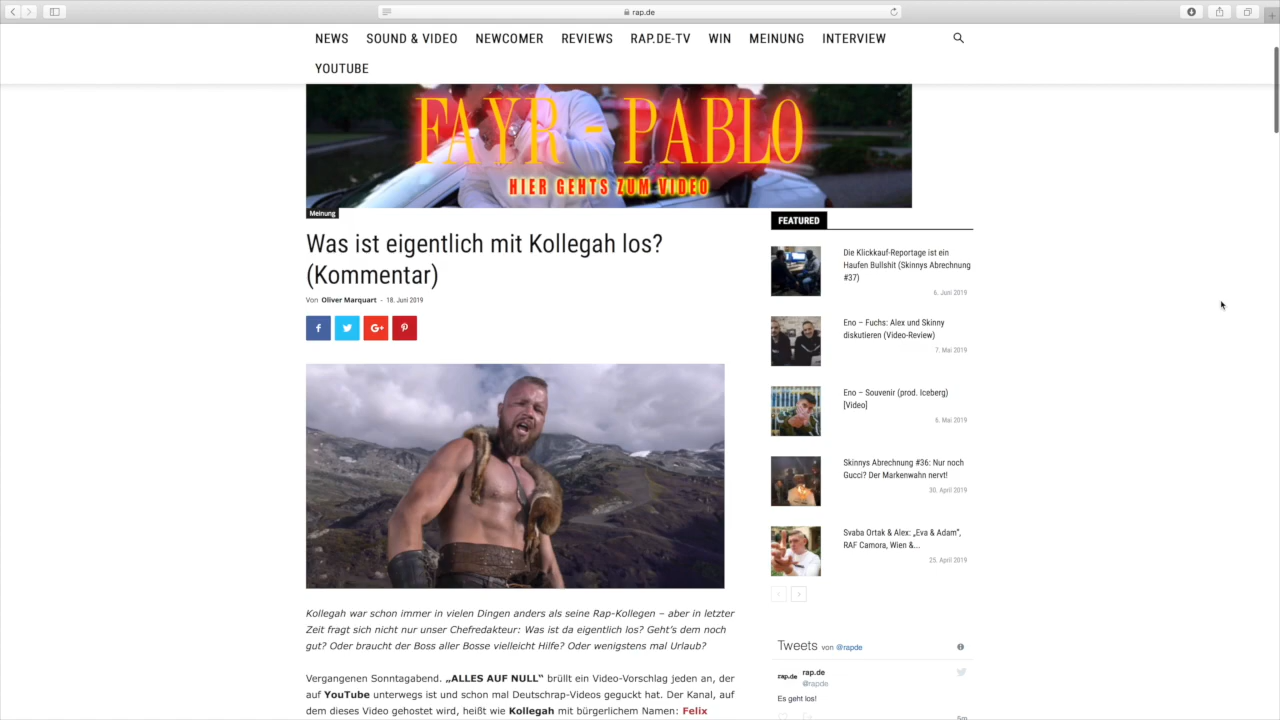 rap.de
NEWS SOUND & VIDEO NEWCOMER REVIEWS RAP.DE-TV WIN MEINUNG INTERVIEW
YOUTUBE
FAYR - PABLO
HIER GEHTS ZUM VIDEO
Meinung
Was ist eigentlich mit Kollegah los?
(Kommentar)
Von Oliver Marquart - 18. Juni 2019
f G+
Kollegah war schon immer in vielen Dingen anders als seine Rap-Kollegen – aber in letzter
Zeit fragt sich nicht nur unser Chefredakteur: Was ist da eigentlich los? Geht's dem noch
gut? Oder braucht der Boss aller Bosse vielleicht Hilfe? Oder wenigstens mal Urlaub?
Vergangenen Sonntagabend. „ALLES AUF NULL“ brüllt ein Video-Vorschlag jeden an, der
auf YouTube unterwegs ist und schon mal Deutschrap-Videos geguckt hat. Der Kanal, auf
dem dieses Video gehostet wird, heißt wie Kollegah mit bürgerlichem Namen: Felix
FEATURED
Die Klickkauf-Reportage ist ein
Haufen Bullshit (Skinnys Abrechnung
#37)
6. Juni 2019
Eno – Fuchs: Alex und Skinny
diskutieren (Video-Review)
7. Mai 2019
Eno – Souvenir (prod. Iceberg)
[Video]
6. Mai 2019
Skinnys Abrechnung #36: Nur noch
Gucci? Der Markenwahn nervt!
30. April 2019
Svaba Ortak & Alex: „Eva & Adam“,
RAF Camora, Wien &...
25. April 2019
Tweets von @rapde
rap.de
rap.de
@rapde
Es geht los!
5m